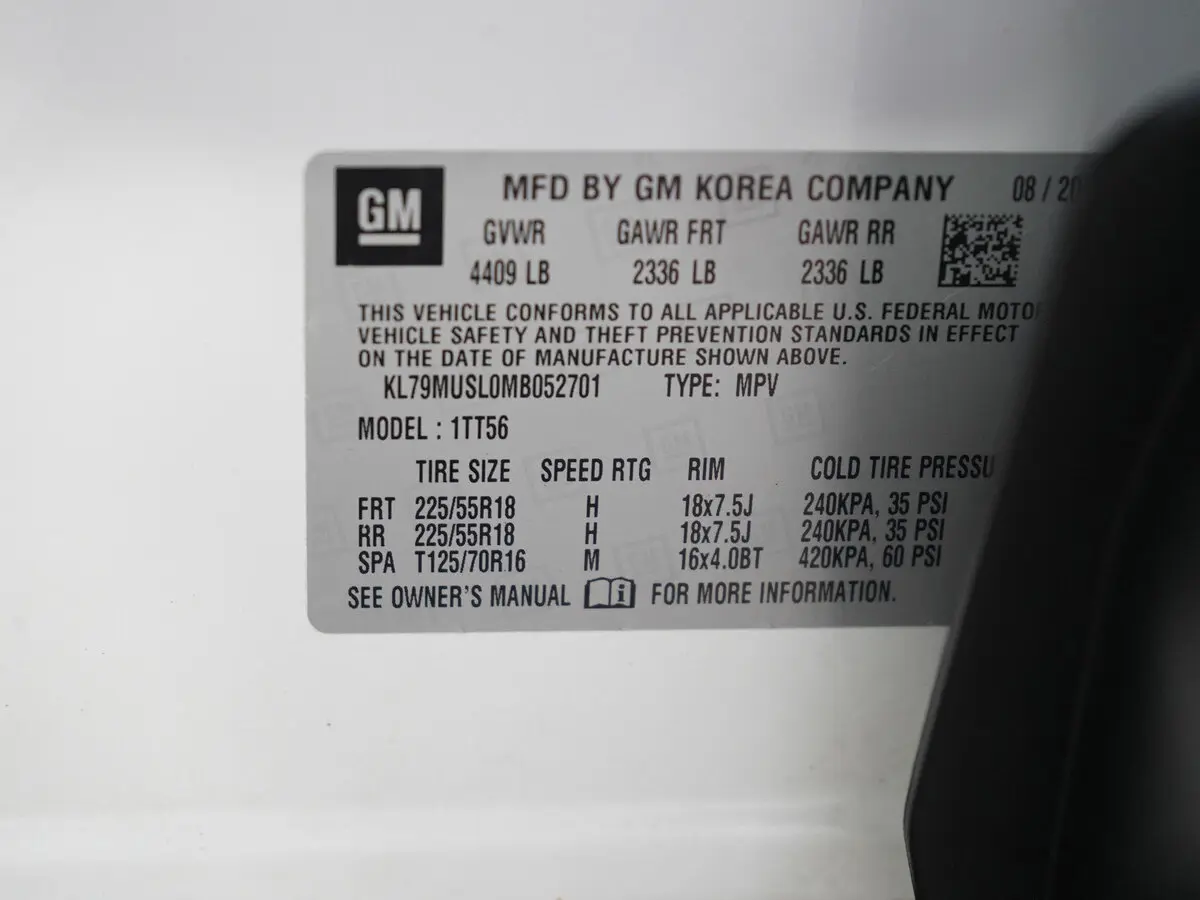 GM
MFD BY GM KOREA COMPANY 08 / 20
GVWR GAWR FRT GAWR RR
4409 LB 2336 LB 2336 LB
THIS VEHICLE CONFORMS TO ALL APPLICABLE U.S. FEDERAL MOTO
VEHICLE SAFETY AND THEFT PREVENTION STANDARDS IN EFFECT
ON THE DATE OF MANUFACTURE SHOWN ABOVE.
KL79MUSL0MB052701 TYPE: MPV
MODEL : 1TT56
TIRE SIZE SPEED RTG RIM COLD TIRE PRESSU
FRT 225/55R18 H 18x7.5J 240KPA, 35 PSI
RR 225/55R18 H 18x7.5J 240KPA, 35 PSI
SPA T125/70R16 M 16x4.0BT 420KPA, 60 PSI
SEE OWNER'S MANUAL i FOR MORE INFORMATION.